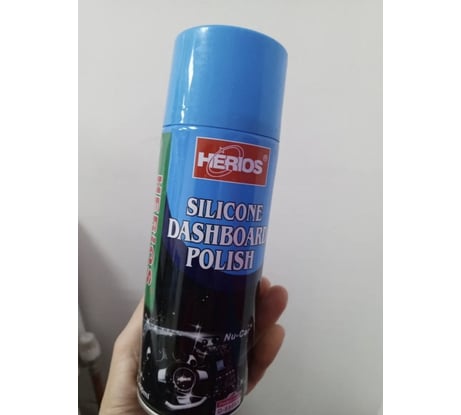 HERIOS®
SILICONE
DASHBOARD
POLISH
Nu-Car